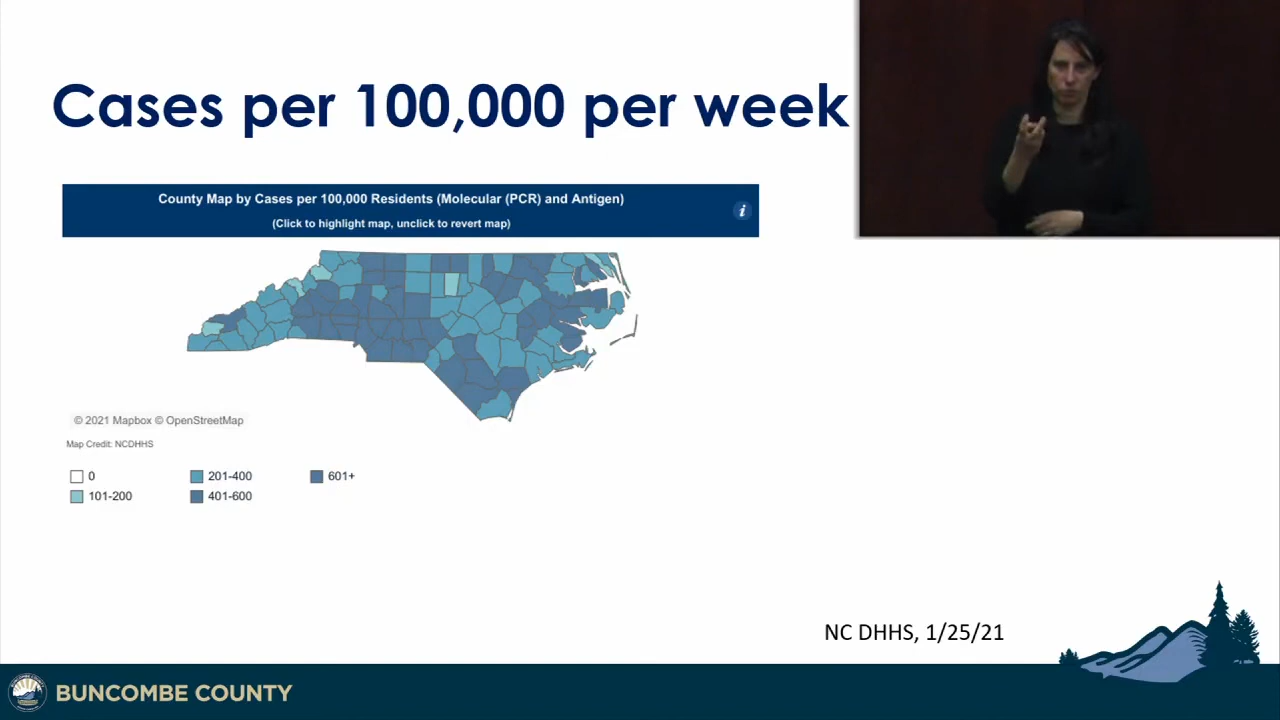 Cases per 100,000 per week
County Map by Cases per 100,000 Residents (Molecular (PCR) and Antigen)
(Click to highlight map, unclick to revert map)
i
© 2021 Mapbox © OpenStreetMap
Map Credit: NCDHHS
0
201-400
601+
101-200
401-600
NC DHHS, 1/25/21
BUNCOMBE COUNTY